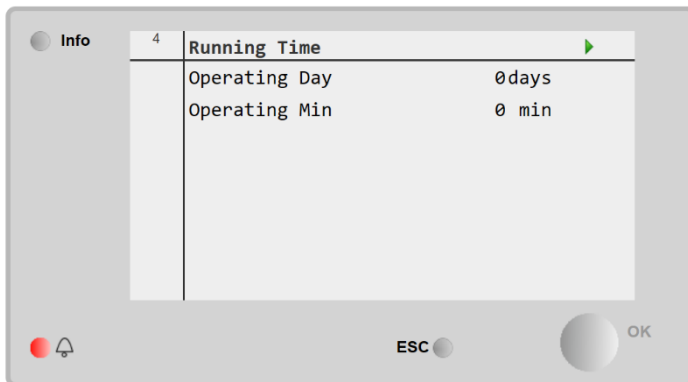 Info
4
Running Time
Operating Day 0days
Operating Min 0 min
ESC
OK